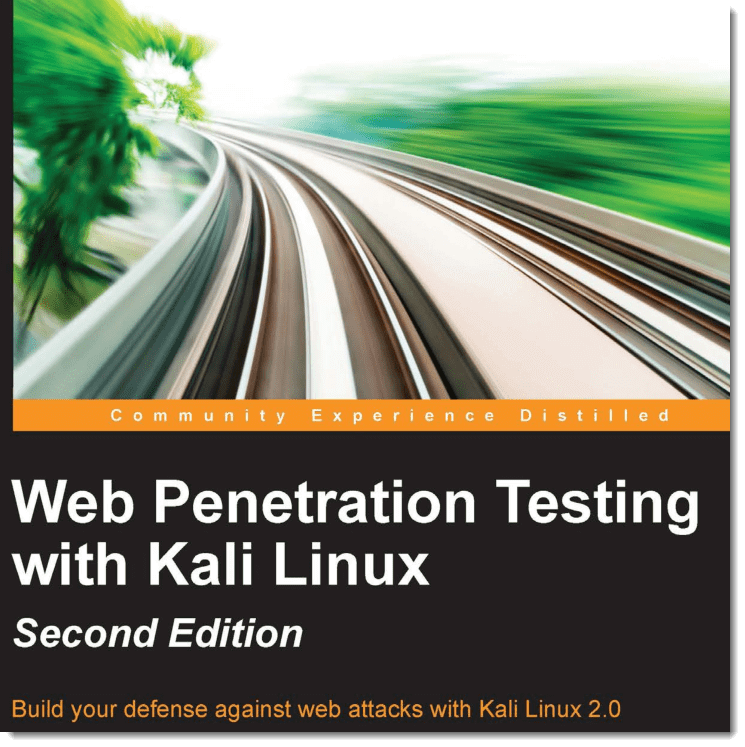 Community Experience Distilled
Web Penetration Testing
with Kali Linux
Second Edition
Build your defense against web attacks with Kali Linux 2.0